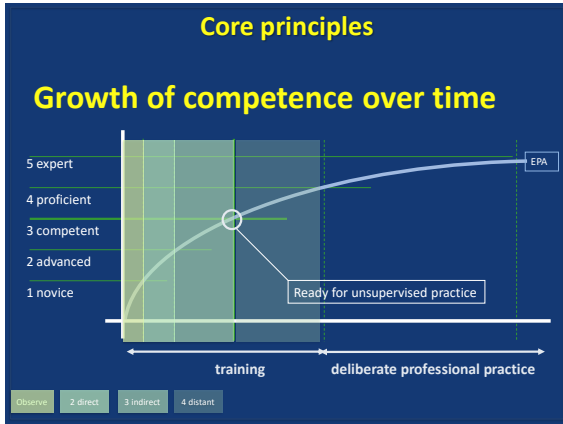 Core principles
Growth of competence over time
5 expert
EPA
4 proficient
3 competent
2 advanced
1 novice
Ready for unsupervised practice
training
deliberate professional practice
Observe
2 direct
3 indirect
4 distant